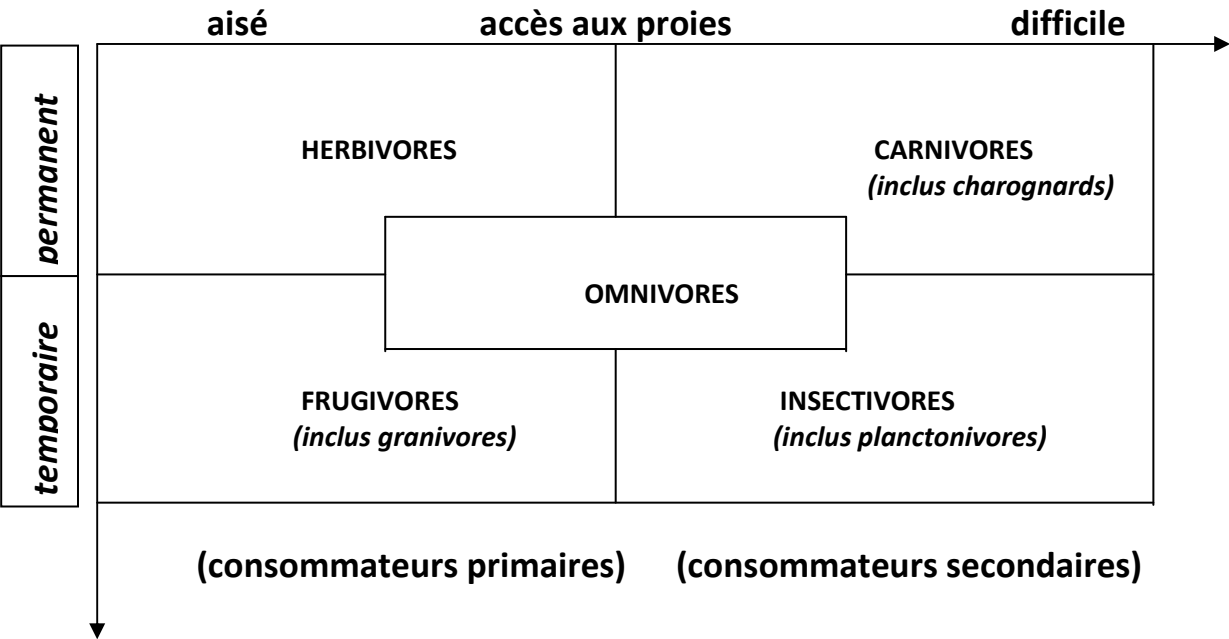 aisé accès aux proies difficile
permanent
HERBIVORES
CARNIVORES
(inclus charognards)
OMNIVORES
temporaire
FRUGIVORES
(inclus granivores)
INSECTIVORES
(inclus planctonivores)
(consommateurs primaires) (consommateurs secondaires)